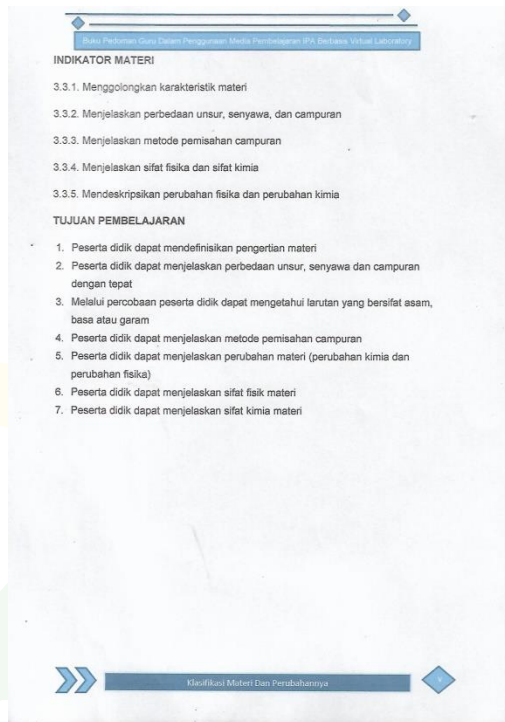 Buku Pedoman Guru Dalam Penggunaan Media Pembelajaran IPA Berbasis Virtual Laboratory
INDIKATOR MATERI
3.3.1. Menggolongkan karakteristik materi
3.3.2. Menjelaskan perbedaan unsur, senyawa, dan campuran
3.3.3. Menjelaskan metode pemisahan campuran
3.3.4. Menjelaskan sifat fisika dan sifat kimia
3.3.5. Mendeskripsikan perubahan fisika dan perubahan kimia
TUJUAN PEMBELAJARAN
1. Peserta didik dapat mendefinisikan pengertian materi
2. Peserta didik dapat menjelaskan perbedaan unsur, senyawa dan campuran
dengan tepat
3. Melalui percobaan peserta didik dapat mengetahui larutan yang bersifat asam,
basa atau garam
4. Peserta didik dapat menjelaskan metode pemisahan campuran
5. Peserta didik dapat menjelaskan perubahan materi (perubahan kimia dan
perubahan fisika)
6. Peserta didik dapat menjelaskan sifat fisik materi
7. Peserta didik dapat menjelaskan sifat kimia materi
Klasifikasi Materi Dan Perubahannya